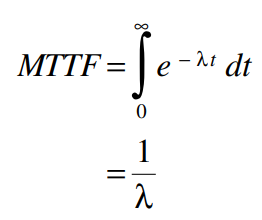 MTTF = ∫₀^∞ e^{-λt} dt
= 1/λ